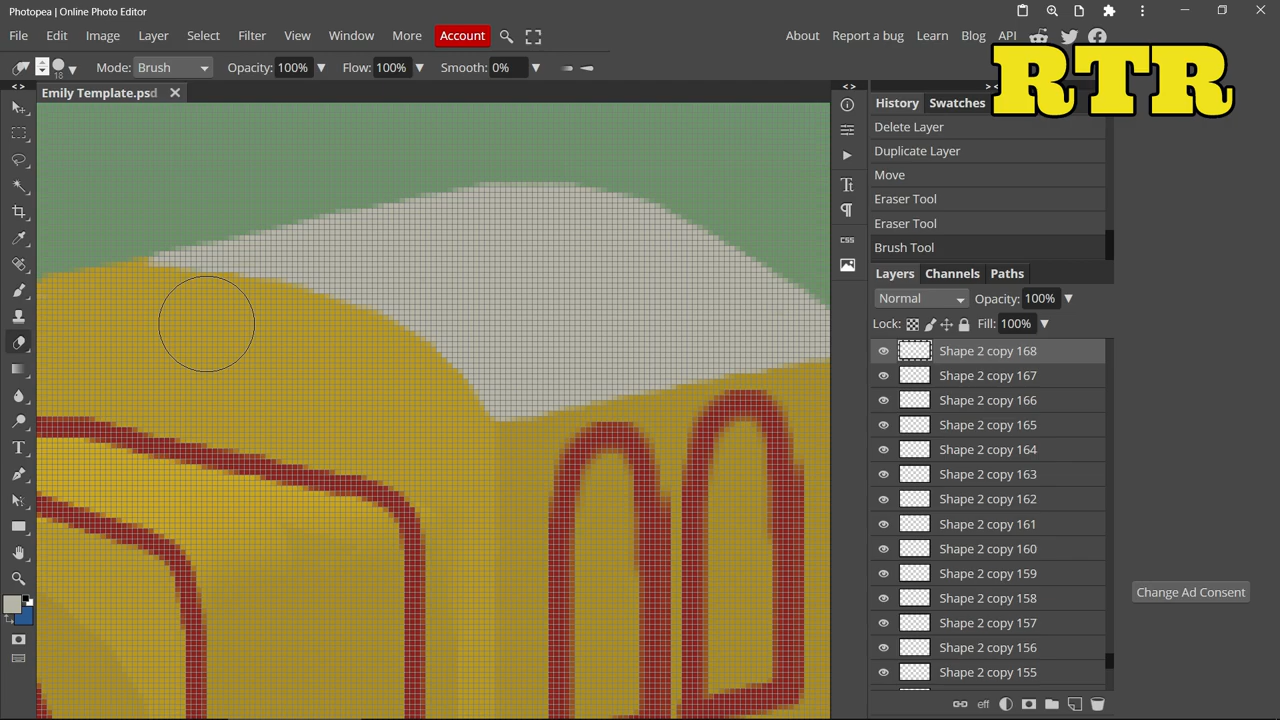 Photopea | Online Photo Editor
File Edit Image Layer Select Filter View Window More Account About Report a bug Learn Blog API
RTR
18 Mode: Brush Opacity: 100% Flow: 100% Smooth: 0%
Emily Template.psd
History Swatches
Delete Layer
Duplicate Layer
Move
Eraser Tool
Eraser Tool
Brush Tool
CSS
Layers Channels Paths
Normal Opacity: 100%
Lock: Fill: 100%
Shape 2 copy 168
Shape 2 copy 167
Shape 2 copy 166
Shape 2 copy 165
Shape 2 copy 164
Shape 2 copy 163
Shape 2 copy 162
Shape 2 copy 161
Shape 2 copy 160
Shape 2 copy 159
Shape 2 copy 158
Shape 2 copy 157
Shape 2 copy 156
Shape 2 copy 155
eff
Change Ad Consent